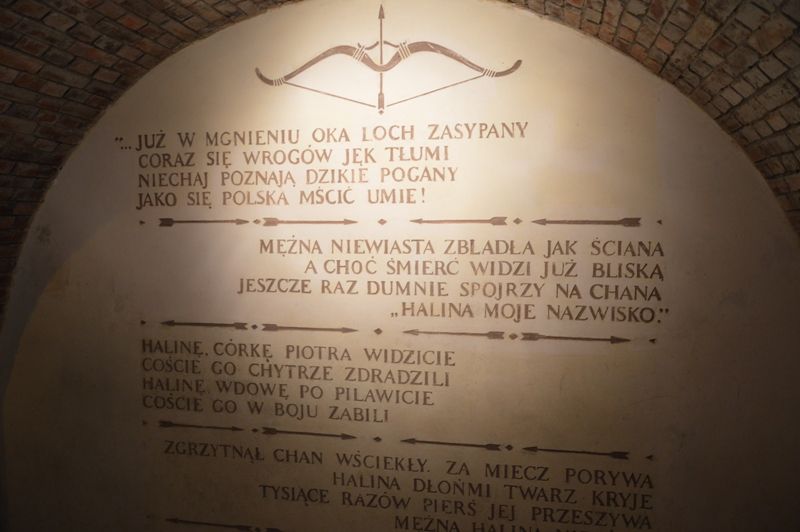 "...JUŻ W MGNIENIU OKA LOCH ZASYPANY
CORAZ SIĘ WROGÓW JĘK TŁUMI
NIECHAJ POZNAJĄ DZIKIE POGANY
JAKO SIĘ POLSKA MŚCIĆ UMIE!
MĘŻNA NIEWIASTA ZBLADŁA JAK ŚCIANA
A CHOĆ ŚMIERĆ WIDZI JUŻ BLISKĄ
JESZCZE RAZ DUMNIE SPOJRZY NA CHANA
„HALINA MOJE NAZWISKO."
HALINĘ, CÓRKĘ PIOTRA WIDZICIE
COŚCIE GO CHYTRZE ZDRADZILI
HALINĘ, WDOWĘ PO PILAWICIE
COŚCIE GO W BOJU ZABILI
ZGRZYTNĄŁ CHAN WŚCIEKŁY. ZA MIECZ PORYWA
HALINA DŁOŃMI TWARZ KRYJE
TYSIĄCE RAZÓW PIERŚ JEJ PRZESZYWA
MĘŻNA HALINA